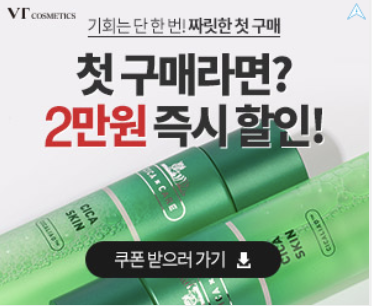 VT COSMETICS
기회는 단 한 번! 짜릿한 첫 구매
첫 구매라면?
2만원 즉시 할인!
CICA
SKIN
CICA
SKIN
쿠폰 받으러 가기